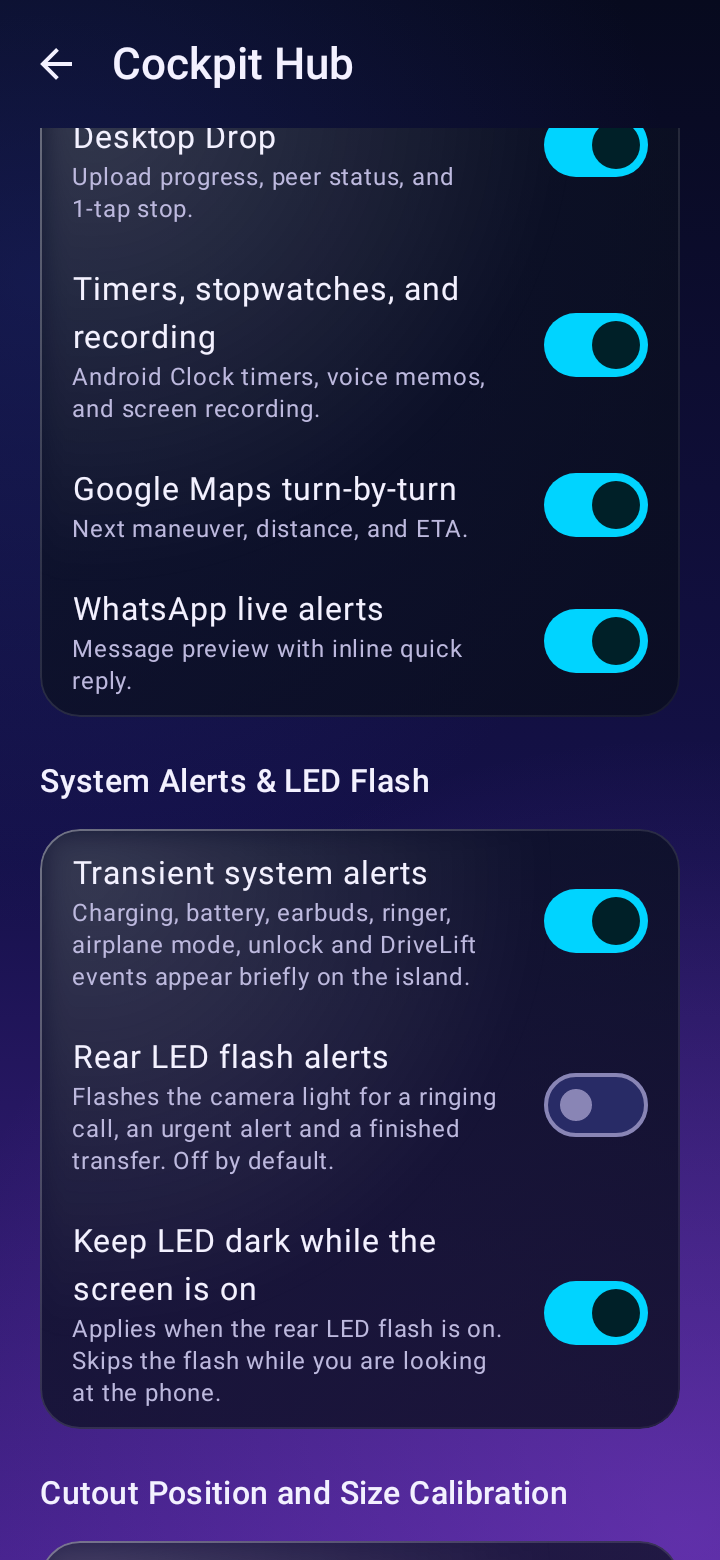 Cockpit Hub
Desktop Drop
Upload progress, peer status, and
1-tap stop.
Timers, stopwatches, and
recording
Android Clock timers, voice memos,
and screen recording.
Google Maps turn-by-turn
Next maneuver, distance, and ETA.
WhatsApp live alerts
Message preview with inline quick
reply.
System Alerts & LED Flash
Transient system alerts
Charging, battery, earbuds, ringer,
airplane mode, unlock and DriveLift
events appear briefly on the island.
Rear LED flash alerts
Flashes the camera light for a ringing
call, an urgent alert and a finished
transfer. Off by default.
Keep LED dark while the
screen is on
Applies when the rear LED flash is on.
Skips the flash while you are looking
at the phone.
Cutout Position and Size Calibration